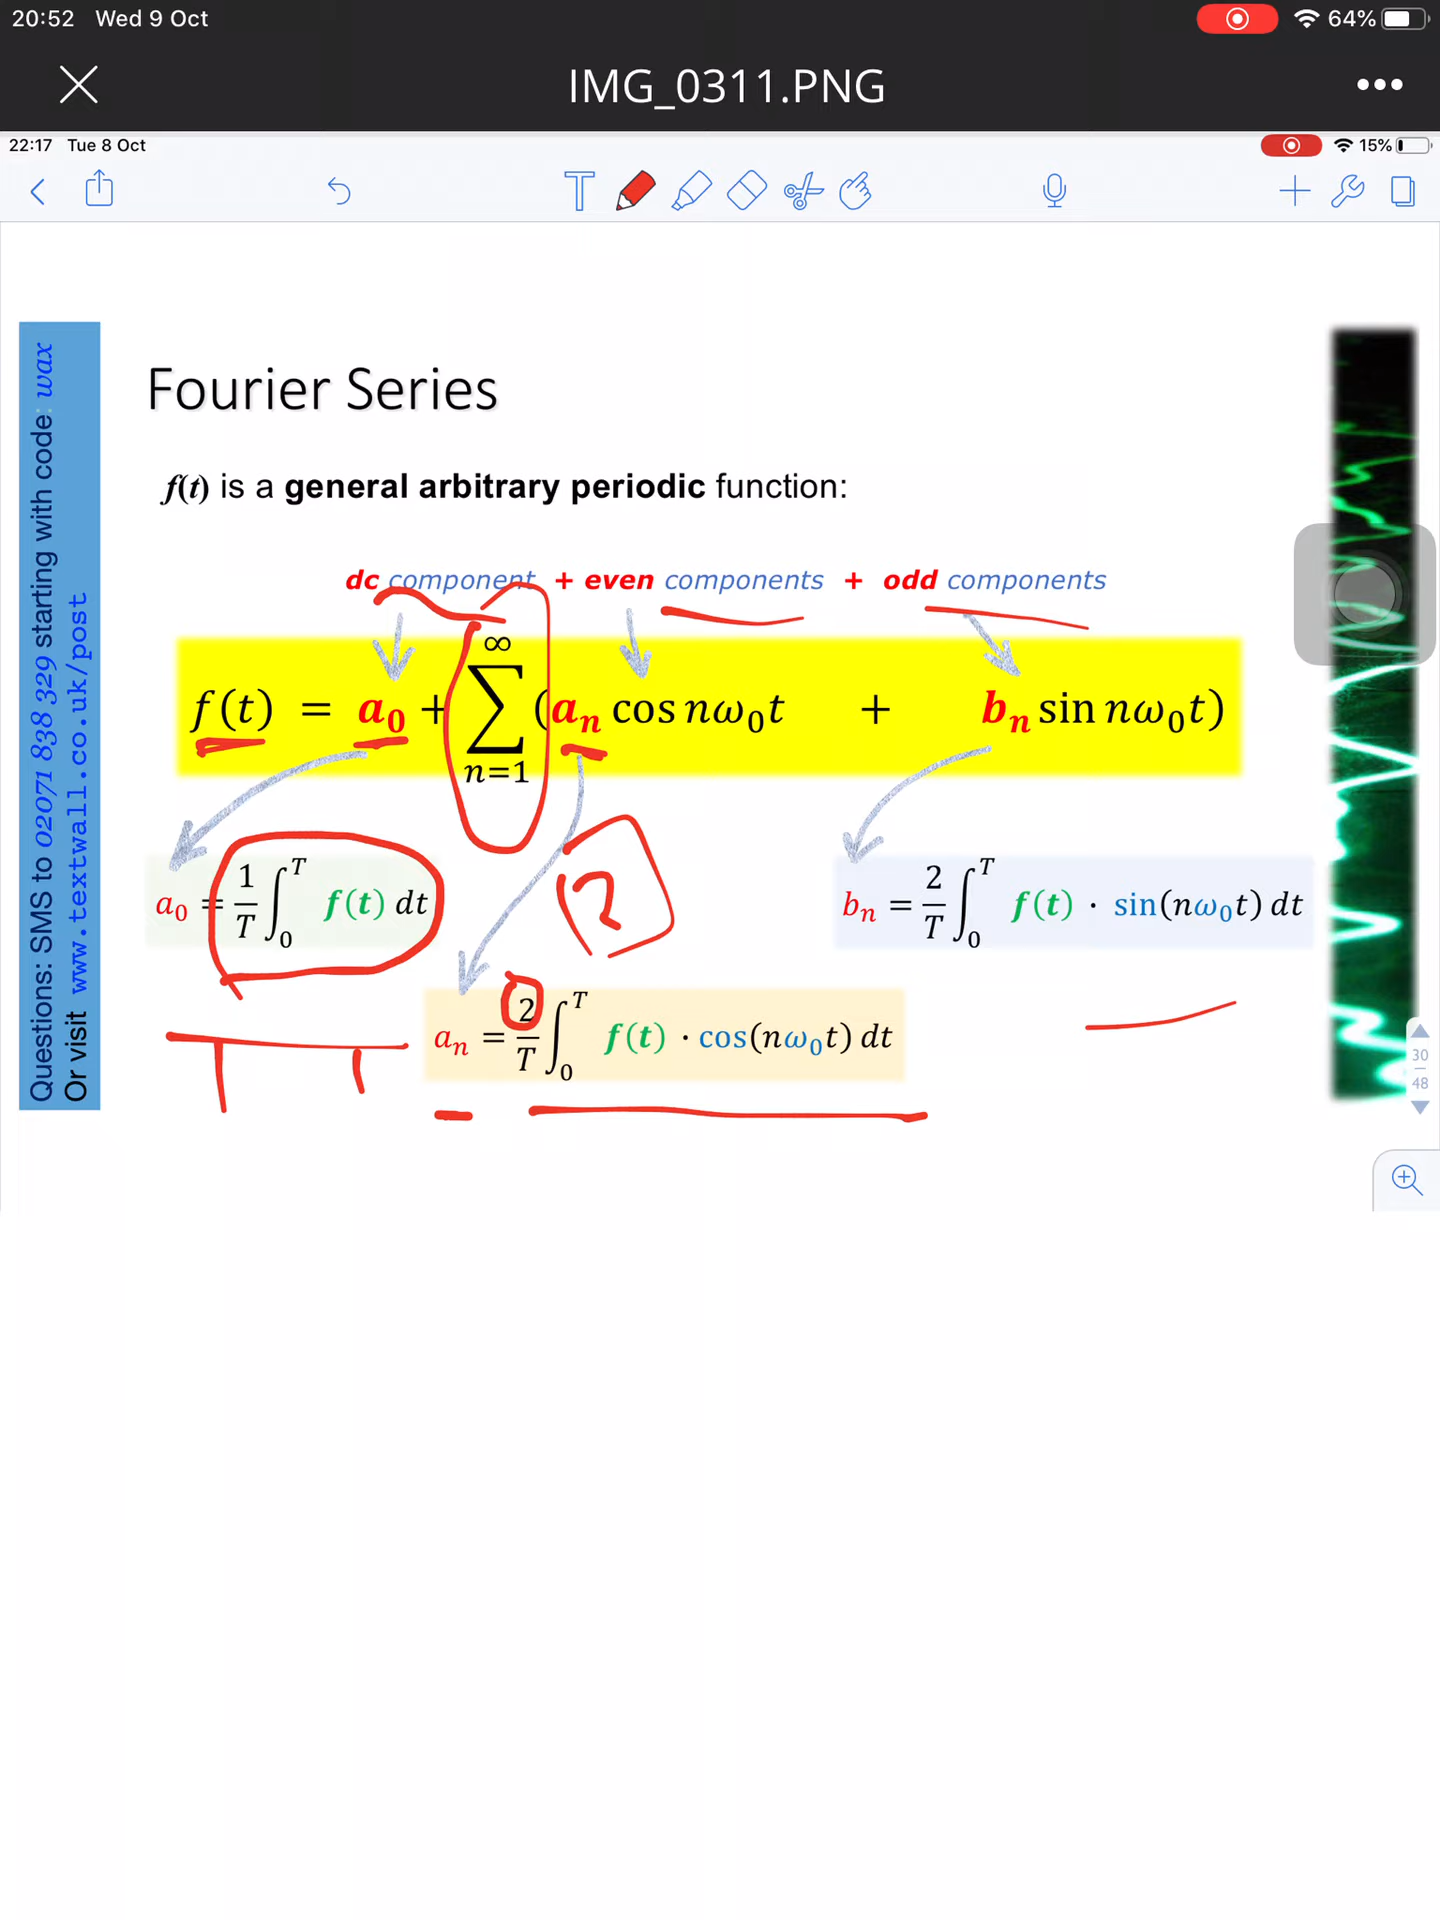 20:52 Wed 9 Oct 64%
IMG_0311.PNG
22:17 Tue 8 Oct 15%
T
Questions: SMS to 02071 838 329 starting with code: wax
Or visit www.textwall.co.uk/post
Fourier Series
f(t) is a general arbitrary periodic function:
dc component + even components + odd components
f(t) = a₀ + ∑ₙ₌₁^∞ (aₙ cos nω₀t + bₙ sin nω₀t)
a₀ = 1/T ∫₀ᵀ f(t) dt
2
bₙ = 2/T ∫₀ᵀ f(t) · sin(nω₀t) dt
aₙ = 2/T ∫₀ᵀ f(t) · cos(nω₀t) dt
30
48